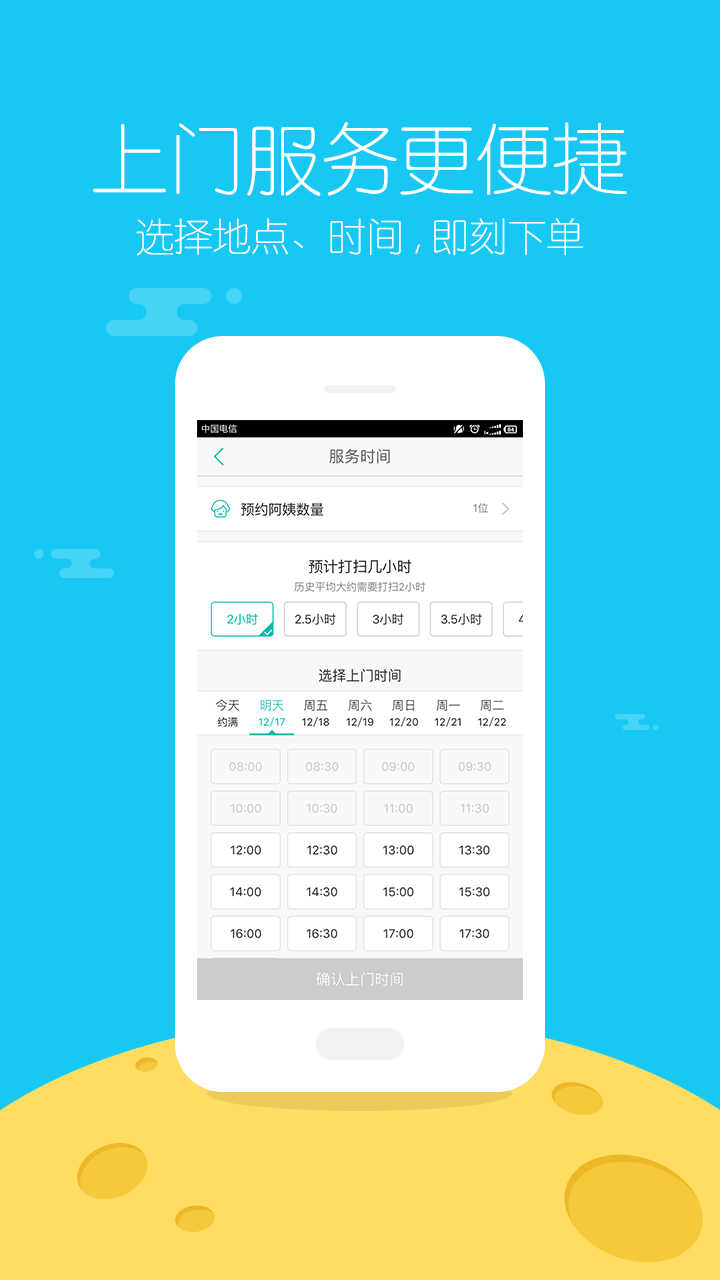 上门服务更便捷
选择地点、时间,即刻下单
中国电信 84
服务时间
预约阿姨数量 1位
预计打扫几小时
历史平均大约需要打扫2小时
2小时 2.5小时 3小时 3.5小时 4
选择上门时间
今天 明天 周五 周六 周日 周一 周二
约满 12/17 12/18 12/19 12/20 12/21 12/22
08:00 08:30 09:00 09:30
10:00 10:30 11:00 11:30
12:00 12:30 13:00 13:30
14:00 14:30 15:00 15:30
16:00 16:30 17:00 17:30
确认上门时间